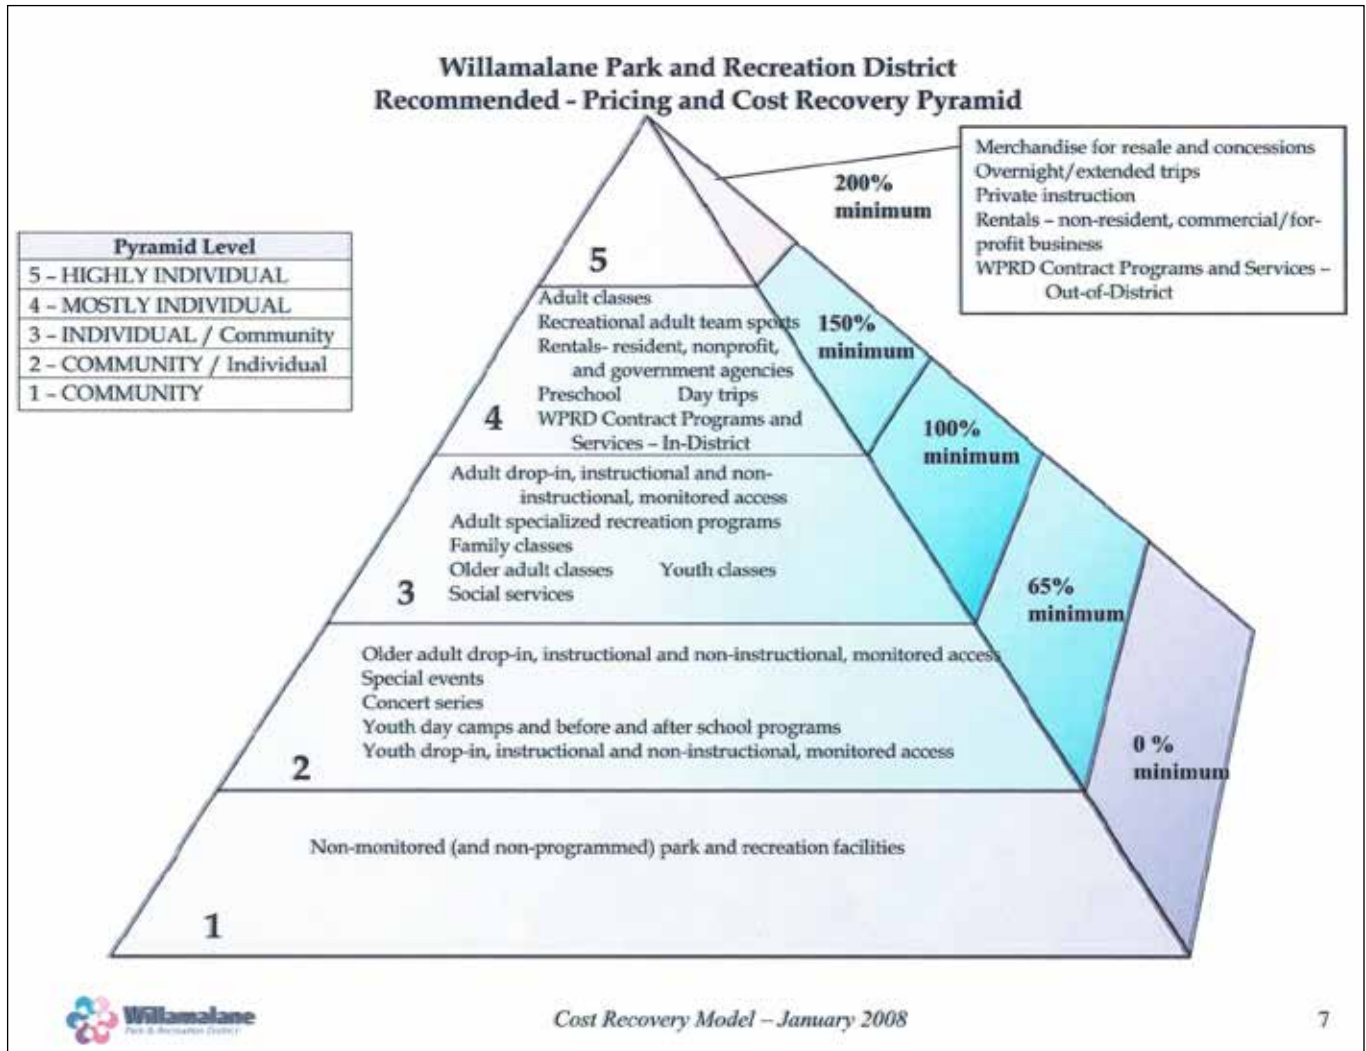 Willamalane Park and Recreation District
Recommended - Pricing and Cost Recovery Pyramid
Pyramid Level
5 – HIGHLY INDIVIDUAL
4 – MOSTLY INDIVIDUAL
3 – INDIVIDUAL / Community
2 – COMMUNITY / Individual
1 – COMMUNITY
200%
minimum
Merchandise for resale and concessions
Overnight/extended trips
Private instruction
Rentals – non-resident, commercial/for-
profit business
WPRD Contract Programs and Services –
Out-of-District
5
Adult classes
Recreational adult team sports
Rentals- resident, nonprofit,
and government agencies
Preschool Day trips
WPRD Contract Programs and
Services – In-District
4
150%
minimum
Adult drop-in, instructional and non-
instructional, monitored access
Adult specialized recreation programs
Family classes
Older adult classes Youth classes
Social services
3
100%
minimum
Older adult drop-in, instructional and non-instructional, monitored access
Special events
Concert series
Youth day camps and before and after school programs
Youth drop-in, instructional and non-instructional, monitored access
2
65%
minimum
Non-monitored (and non-programmed) park and recreation facilities
1
0 %
minimum
Willamalane
Park & Recreation District
Cost Recovery Model – January 2008
7